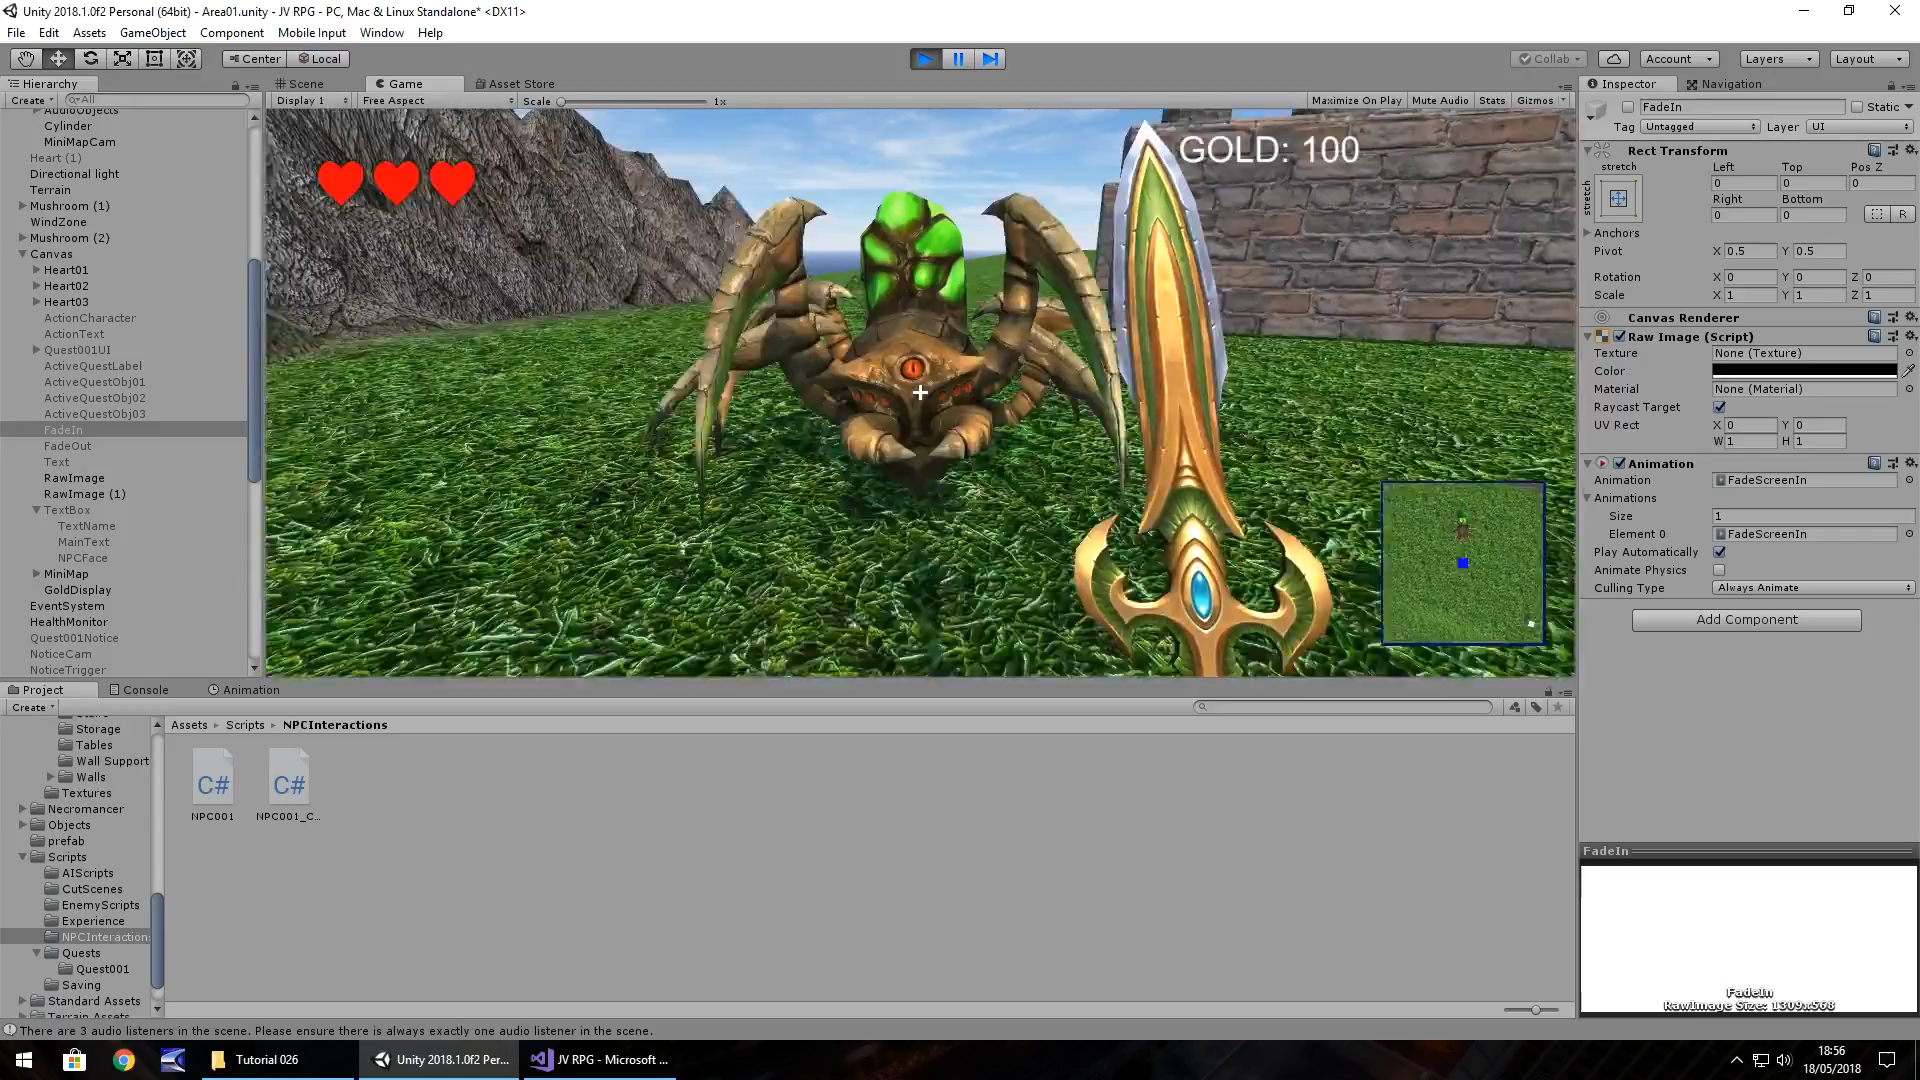 Unity 2018.1.0f2 Personal (64bit) - Area01.unity - JV RPG - PC, Mac & Linux Standalone* <DX11>
File Edit Assets GameObject Component Mobile Input Window Help
Center Local Collab Account Layers Layout
Hierarchy Scene Game Asset Store Inspector Navigation
Create All Display 1 Free Aspect Scale 1x Maximize On Play Mute Audio Stats Gizmos
AudioObjects
Cylinder
MiniMapCam
Heart (1)
Directional light
Terrain
Mushroom (1)
WindZone
Mushroom (2)
Canvas
Heart01
Heart02
Heart03
ActionCharacter
ActionText
Quest001UI
ActiveQuestLabel
ActiveQuestObj01
ActiveQuestObj02
ActiveQuestObj03
FadeIn
FadeOut
Text
RawImage
RawImage (1)
TextBox
TextName
MainText
NPCFace
MiniMap
GoldDisplay
EventSystem
HealthMonitor
Quest001Notice
NoticeCam
NoticeTrigger
GOLD: 100
FadeIn Static
Tag Untagged Layer UI
Rect Transform
stretch Left Top Pos Z
stretch 0 0 0
Right Bottom
0 0 R
Anchors
Pivot X 0.5 Y 0.5
Rotation X 0 Y 0 Z 0
Scale X 1 Y 1 Z 1
Canvas Renderer
Raw Image (Script)
Texture None (Texture)
Color
Material None (Material)
Raycast Target
UV Rect X 0 Y 0
W 1 H 1
Animation
Animation FadeScreenIn
Animations
Size 1
Element 0 FadeScreenIn
Play Automatically
Animate Physics
Culling Type Always Animate
Add Component
FadeIn
FadeIn
RawImage Size: 1309x568
Project Console Animation
Create
Storage
Tables
Wall Support
Walls
Textures
Necromancer
Objects
prefab
Scripts
AIScripts
CutScenes
EnemyScripts
Experience
NPCInteraction
Quests
Quest001
Saving
Standard Assets
Terrain Assets
Assets Scripts NPCInteractions
C# C#
NPC001 NPC001_C...
There are 3 audio listeners in the scene. Please ensure there is always exactly one audio listener in the scene.
Tutorial 026 Unity 2018.1.0f2 Per... JV RPG - Microsoft ...
18:56
18/05/2018